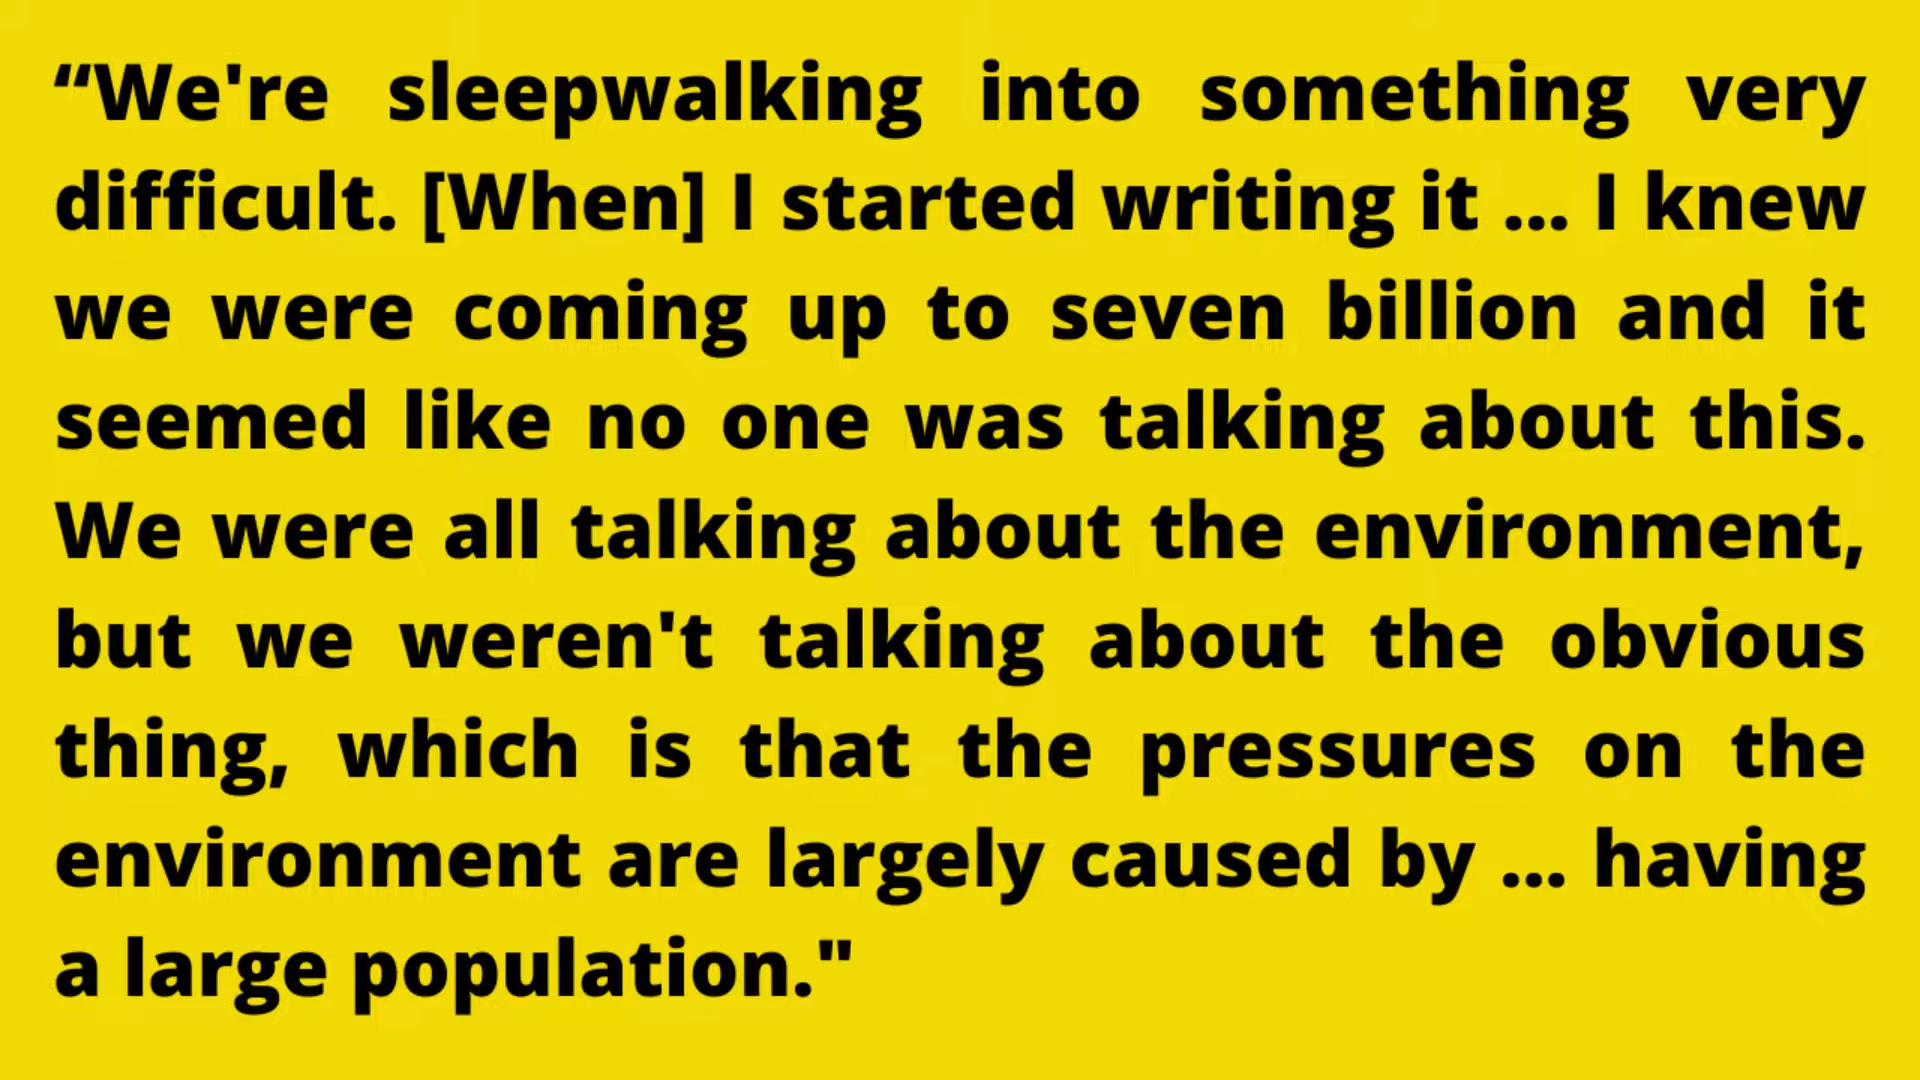 “We're sleepwalking into something very
difficult. [When] I started writing it ... I knew
we were coming up to seven billion and it
seemed like no one was talking about this.
We were all talking about the environment,
but we weren't talking about the obvious
thing, which is that the pressures on the
environment are largely caused by ... having
a large population."